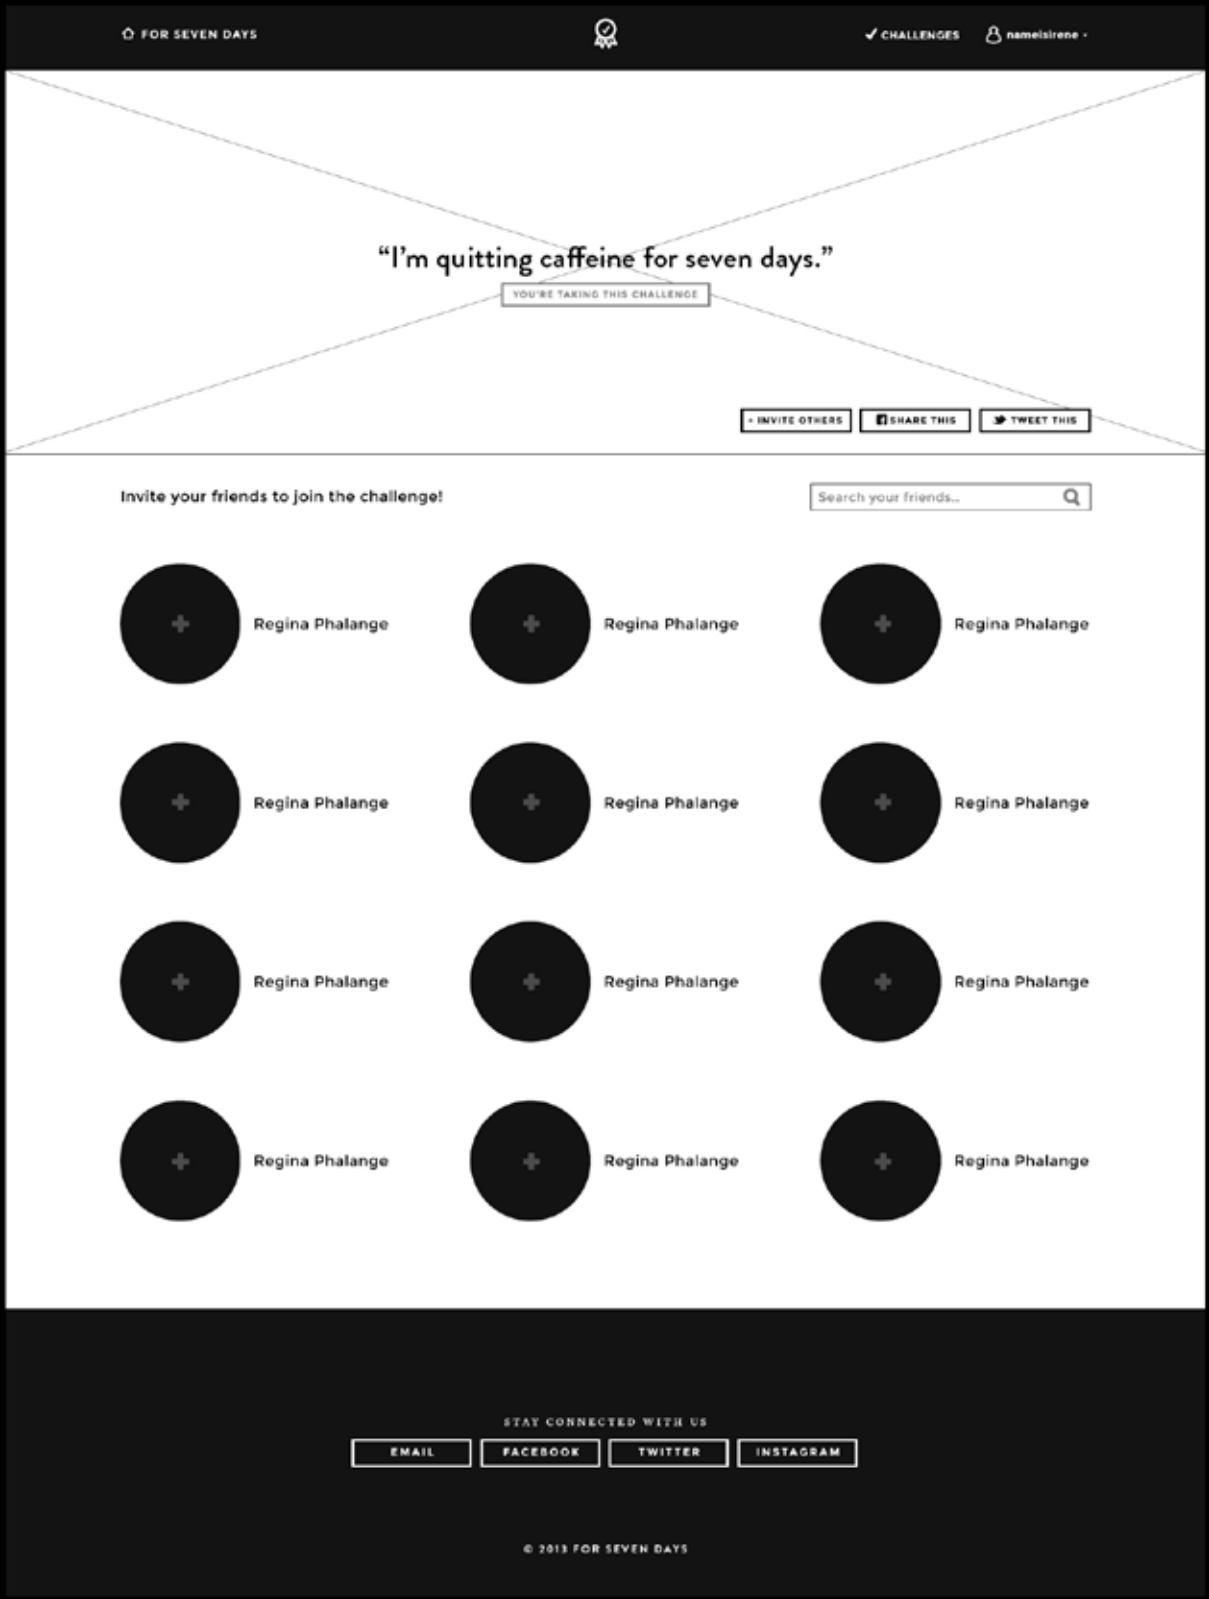 FOR SEVEN DAYS
CHALLENGES nameisirene
“I’m quitting caffeine for seven days.”
YOU'RE TAKING THIS CHALLENGE
+ INVITE OTHERS SHARE THIS TWEET THIS
Invite your friends to join the challenge! Search your friends...
Regina Phalange Regina Phalange Regina Phalange
Regina Phalange Regina Phalange Regina Phalange
Regina Phalange Regina Phalange Regina Phalange
Regina Phalange Regina Phalange Regina Phalange
STAY CONNECTED WITH US
EMAIL FACEBOOK TWITTER INSTAGRAM
© 2013 FOR SEVEN DAYS